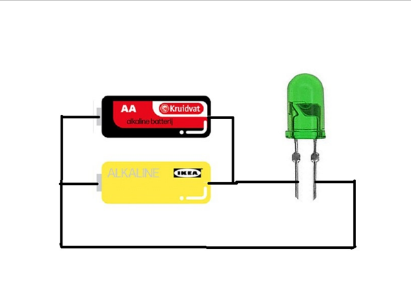 AA
Kruidvat
alkaline batterij
ALKALINE
IKEA